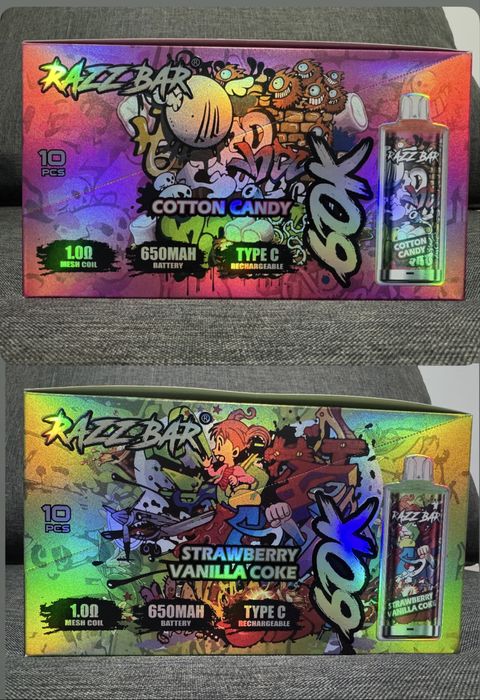 RAZZ BAR®
10
PCS
COTTON CANDY
60K
1.0Ω
MESH COIL
650MAH
BATTERY
TYPE C
RECHARGEABLE
RAZZ BAR
COTTON
CANDY
RAZZ BAR®
10
PCS
STRAWBERRY
VANILLA COKE
60K
1.0Ω
MESH COIL
650MAH
BATTERY
TYPE C
RECHARGEABLE
RAZZ BAR
STRAWBERRY
VANILLA COKE